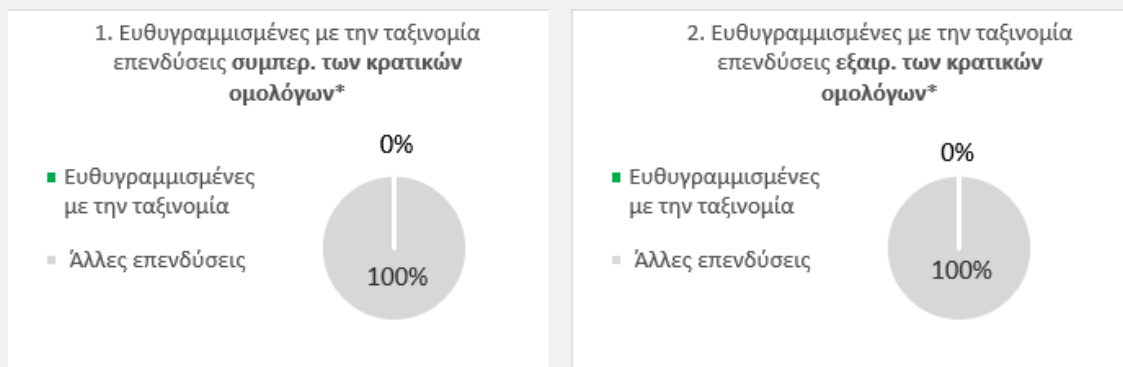 1. Ευθυγραμμισμένες με την ταξινομία
επενδύσεις συμπερ. των κρατικών
ομολόγων*
0%
Ευθυγραμμισμένες
με την ταξινομία
Άλλες επενδύσεις
100%
2. Ευθυγραμμισμένες με την ταξινομία
επενδύσεις εξαιρ. των κρατικών
ομολόγων*
0%
Ευθυγραμμισμένες
με την ταξινομία
Άλλες επενδύσεις
100%